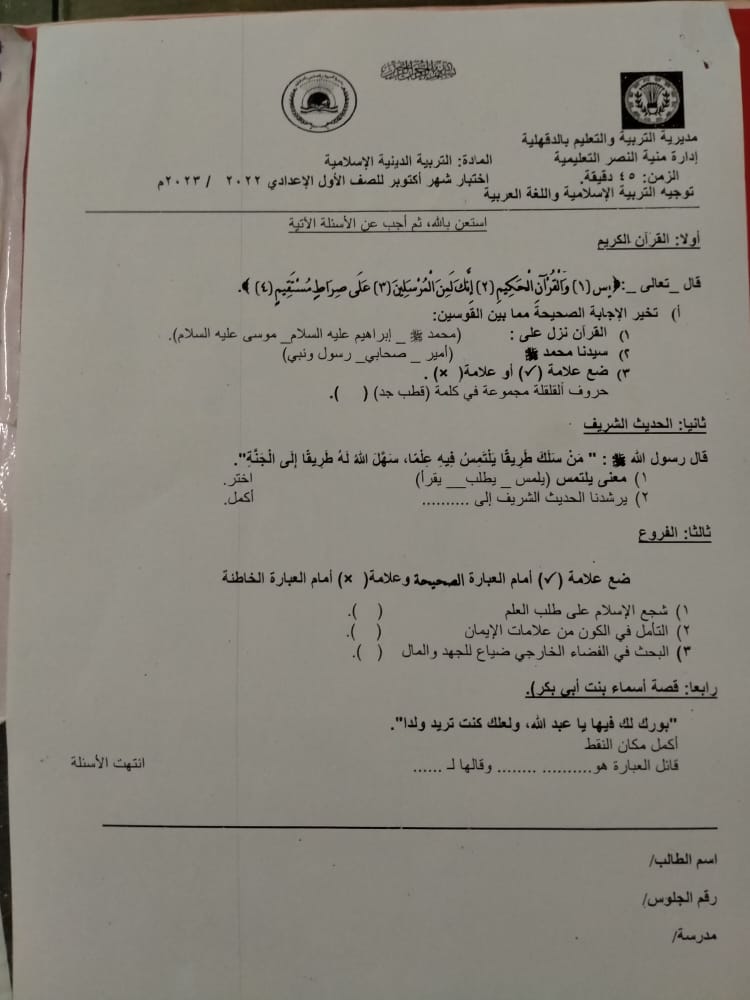 مديرية التربية والتعليم بالدقهلية
إدارة منية النصر التعليمية المادة: التربية الدينية الإسلامية
الزمن: ٤٥ دقيقة. اختبار شهر أكتوبر للصف الأول الإعدادي ٢٠٢٢ / ٢٠٢٣م
توجيه التربية الإسلامية واللغة العربية
استعن بالله، ثم أجب عن الأسئلة الأتية
أولا: القرآن الكريم
قال _تعالى _:﴿يس (١) وَالْقُرْآنِ الْحَكِيمِ (٢) إِنَّكَ لَمِنَ الْمُرْسَلِينَ (٣) عَلَى صِرَاطٍ مُسْتَقِيمٍ (٤) ﴾.
أ) تخير الإجابة الصحيحة مما بين القوسين:
١) القرآن نزل على : (محمد ﷺ _ إبراهيم عليه السلام_ موسى عليه السلام).
٢) سيدنا محمد ﷺ (أمير _ صحابي_ رسول ونبي)
٣) ضع علامة (✓) أو علامة( ×) .
حروف القلقلة مجموعة في كلمة (قطب جد) ( ).
ثانيا: الحديث الشريف
قال رسول الله ﷺ : " مَنْ سَلَكَ طَرِيقًا يَلْتَمِسُ فِيهِ عِلْمًا، سَهَّلَ اللهُ لَهُ طَرِيقًا إِلَى الْجَنَّةِ".
١) معنى يلتمس (يلمس _ يطلب__ يقرأ) اختر.
٢) يرشدنا الحديث الشريف إلى .......... أكمل.
ثالثا: الفروع
ضع علامة (✓) أمام العبارة الصحيحة وعلامة( ×) أمام العبارة الخاطئة
١) شجع الإسلام على طلب العلم ( ).
٢) التأمل في الكون من علامات الإيمان ( ).
٣) البحث في الفضاء الخارجي ضياع للجهد والمال ( ).
رابعا: قصة أسماء بنت أبي بكر).
"بورك لك فيها يا عبد الله، ولعلك كنت تريد ولدا".
أكمل مكان النقط
قائل العبارة هو.......... ........ وقالها لـ ...... انتهت الأسئلة
اسم الطالب/
رقم الجلوس/
مدرسة/